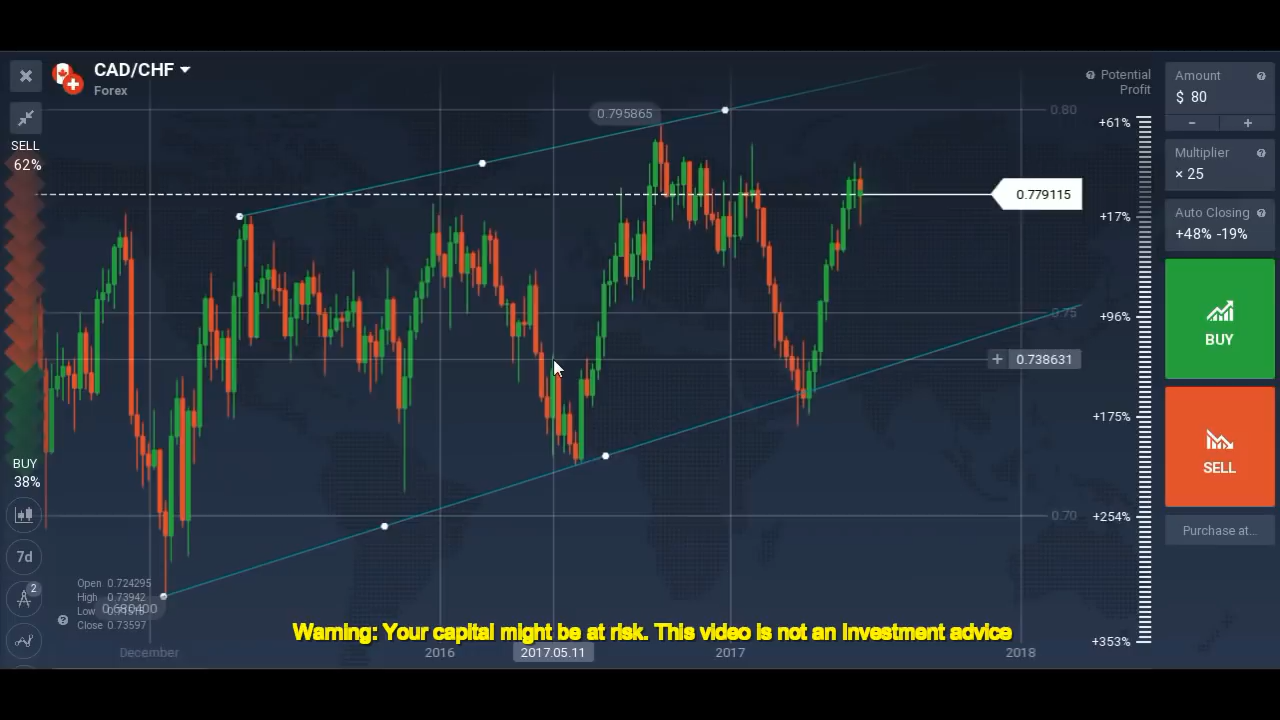 CAD/CHF
Forex
SELL
62%
BUY
38%
7d
2
Open 0.724295
High 0.73942
Low
Close 0.73597
December
2016
2017.05.11
2017
2018
0.795865
0.80
0.779115
0.75
0.738631
0.70
Potential
Profit
+61%
+17%
+96%
+175%
+254%
+353%
Amount
$ 80
- +
Multiplier
× 25
Auto Closing
+48% -19%
BUY
SELL
Purchase at...
Warning: Your capital might be at risk. This video is not an investment advice